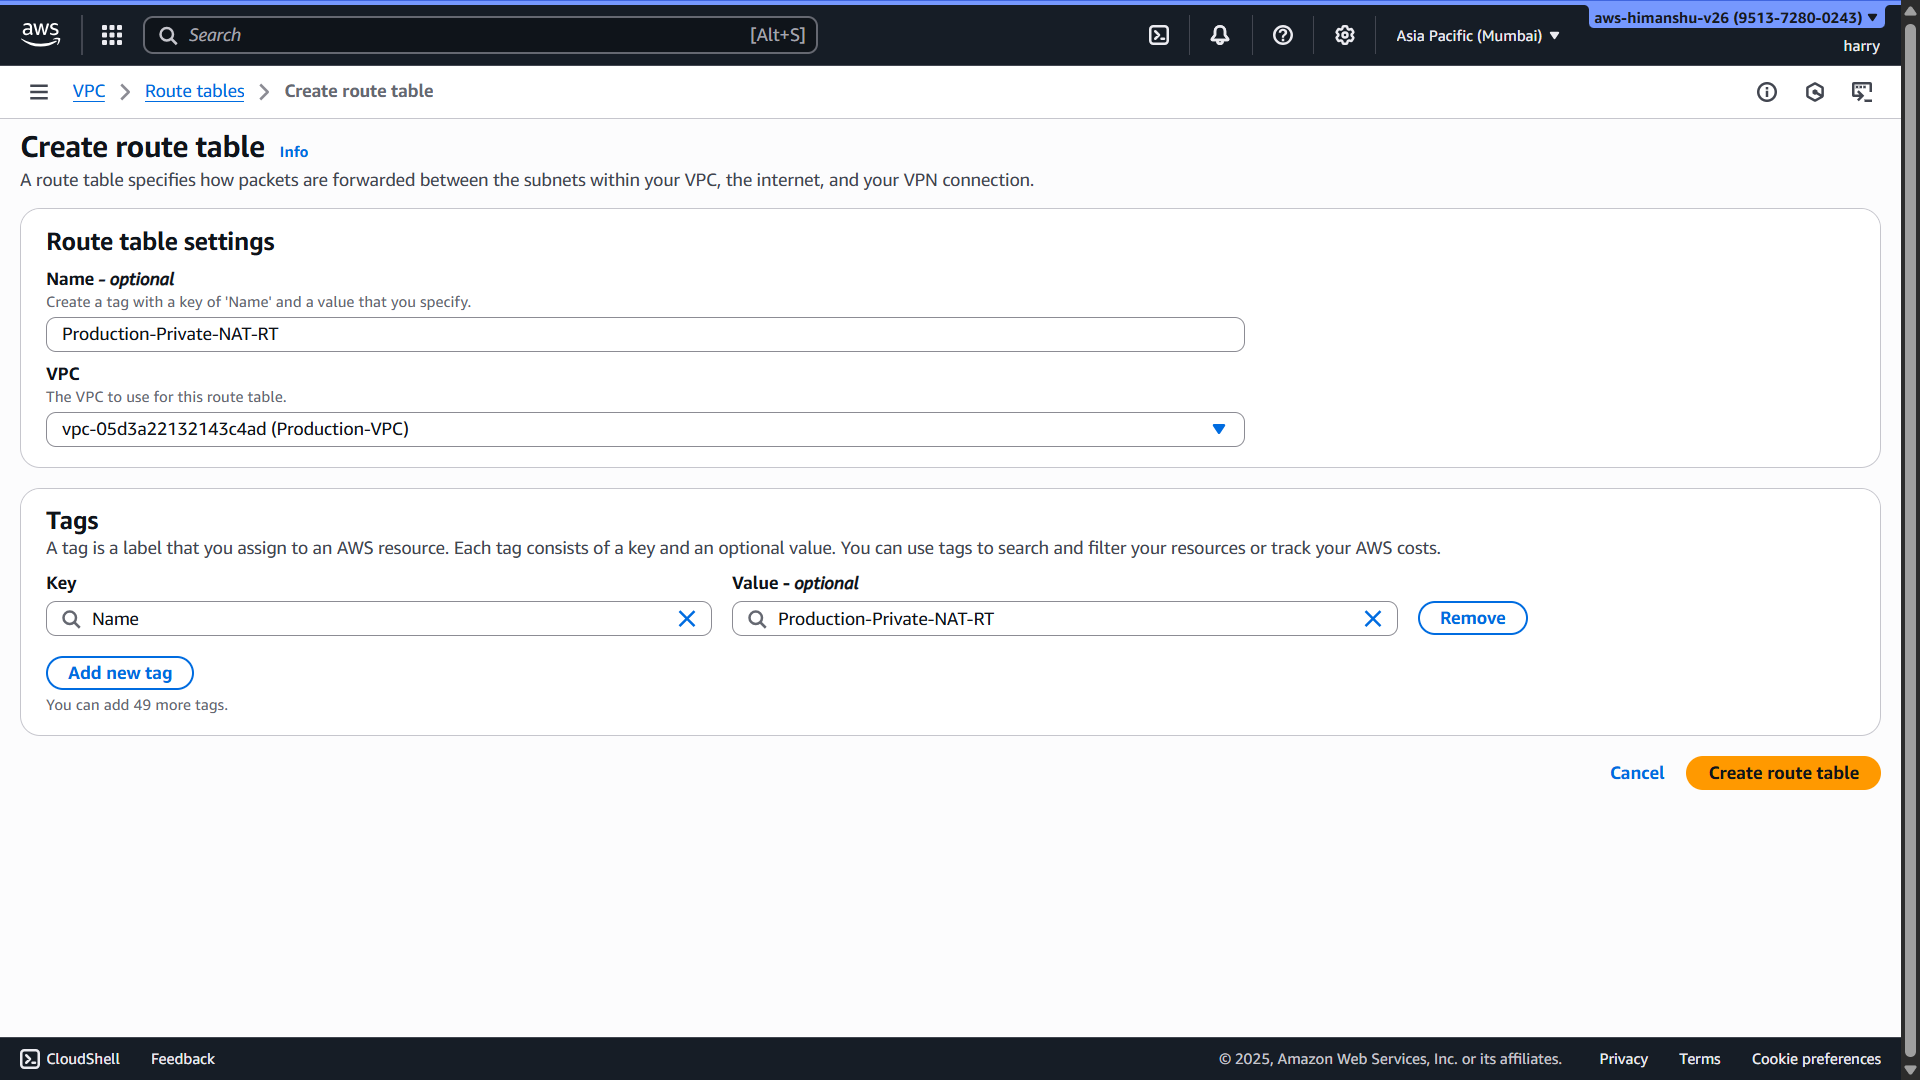 aws
Search [Alt+S]
Asia Pacific (Mumbai)
aws-himanshu-v26 (9513-7280-0243)
harry
VPC
Route tables
Create route table
Create route table Info
A route table specifies how packets are forwarded between the subnets within your VPC, the internet, and your VPN connection.
Route table settings
Name - optional
Create a tag with a key of 'Name' and a value that you specify.
Production-Private-NAT-RT
VPC
The VPC to use for this route table.
vpc-05d3a22132143c4ad (Production-VPC)
Tags
A tag is a label that you assign to an AWS resource. Each tag consists of a key and an optional value. You can use tags to search and filter your resources or track your AWS costs.
Key
Value - optional
Name
Production-Private-NAT-RT
Remove
Add new tag
You can add 49 more tags.
Cancel
Create route table
CloudShell
Feedback
© 2025, Amazon Web Services, Inc. or its affiliates.
Privacy
Terms
Cookie preferences